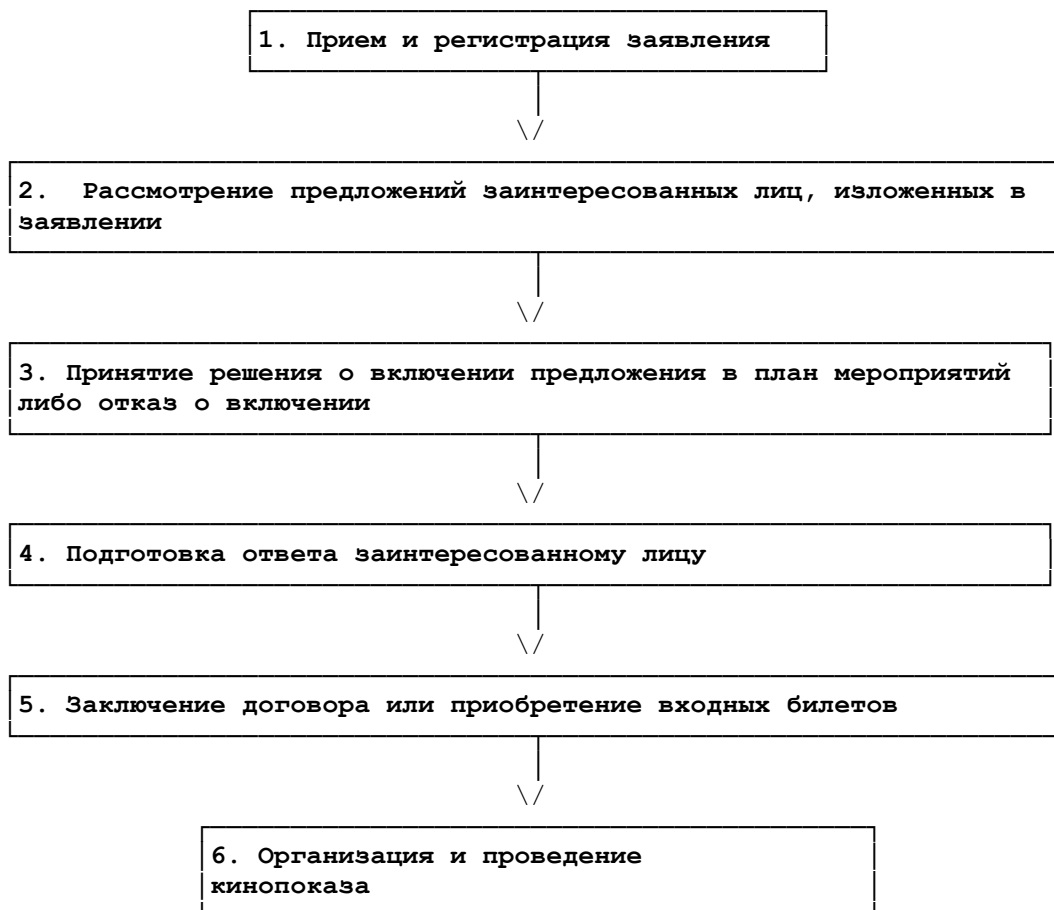 1. Прием и регистрация заявления
2. Рассмотрение предложений заинтересованных лиц, изложенных в
заявлении
3. Принятие решения о включении предложения в план мероприятий
либо отказ о включении
4. Подготовка ответа заинтересованному лицу
5. Заключение договора или приобретение входных билетов
6. Организация и проведение
кинопоказа